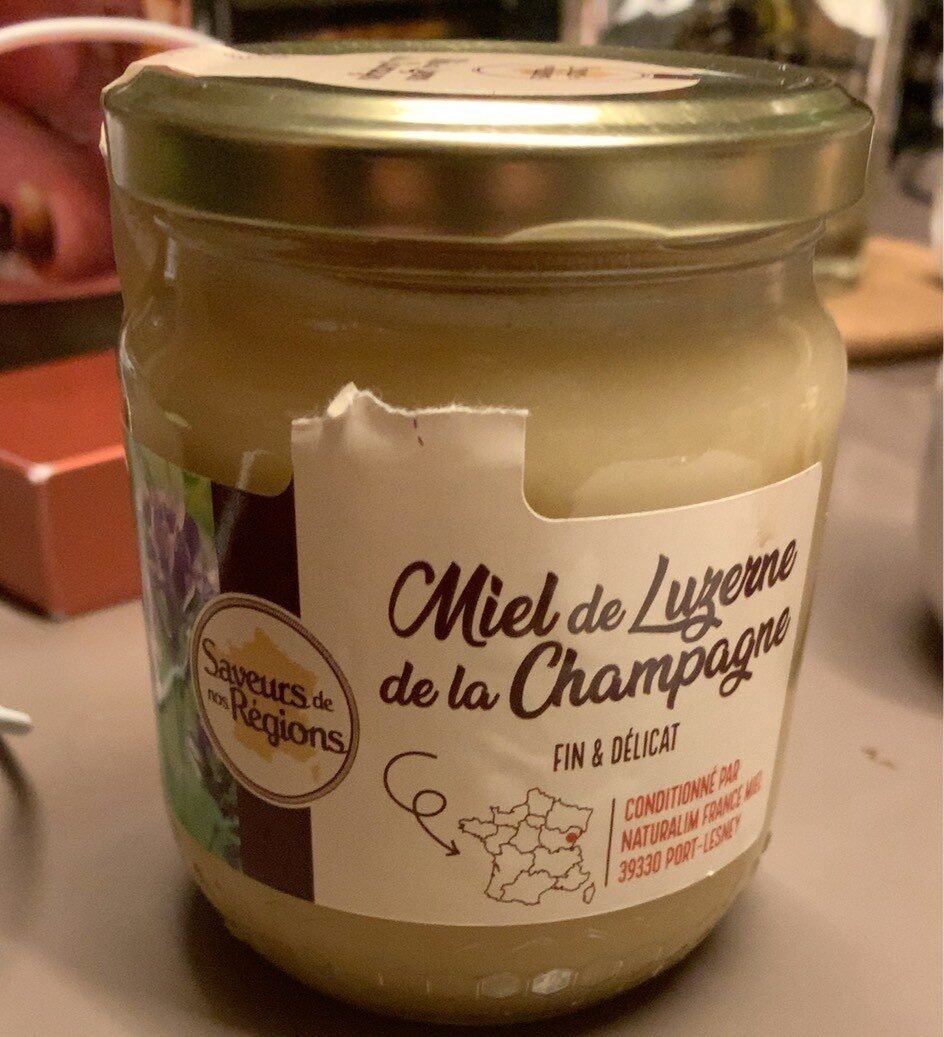 Miel de Luzerne
de la Champagne
FIN & DÉLICAT
Saveurs de
nos Régions
CONDITIONNÉ PAR
NATURALIM FRANCE MIEL
39330 PORT-LESNEY